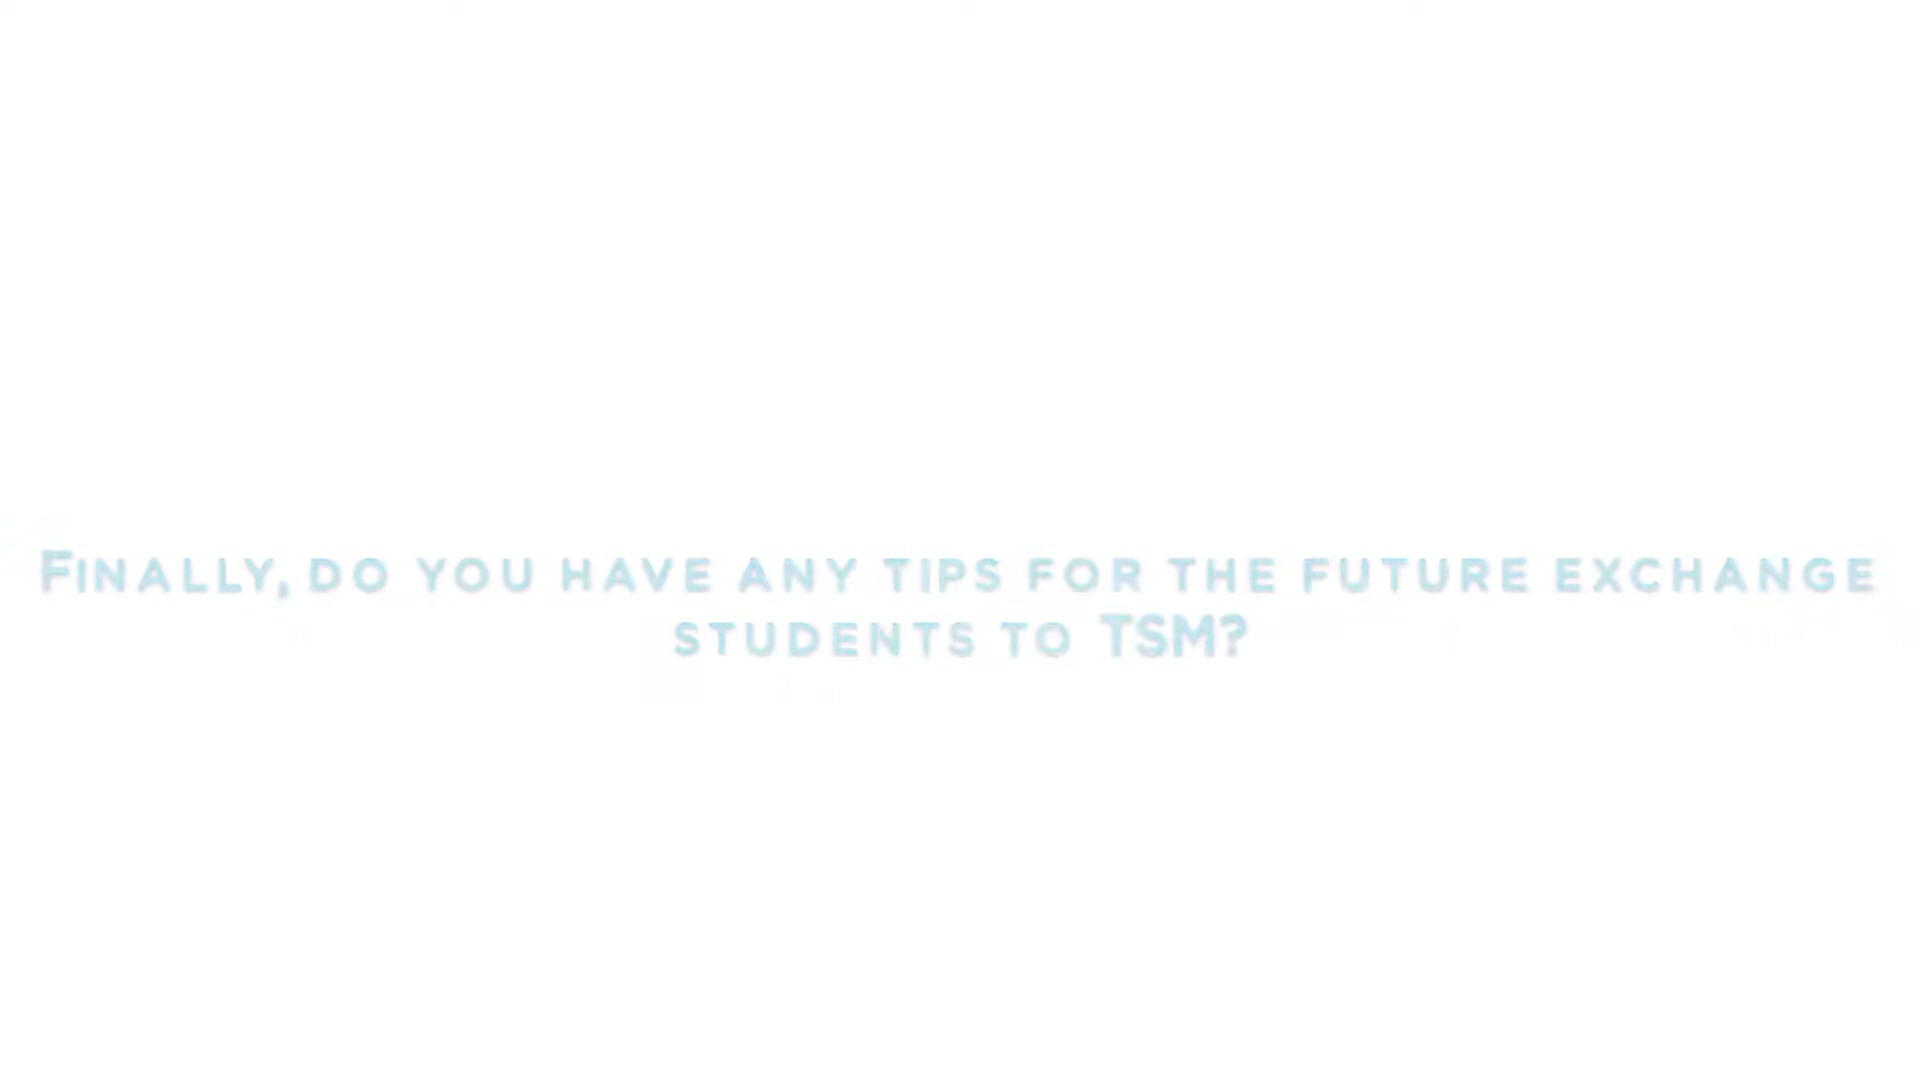 Finally, do you have any tips for the future exchange
students to TSM?